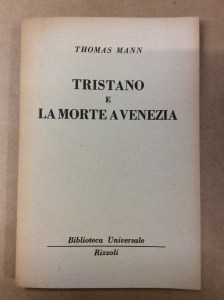 THOMAS MANN
TRISTANO
E
LA MORTE A VENEZIA
Biblioteca Universale
Rizzoli